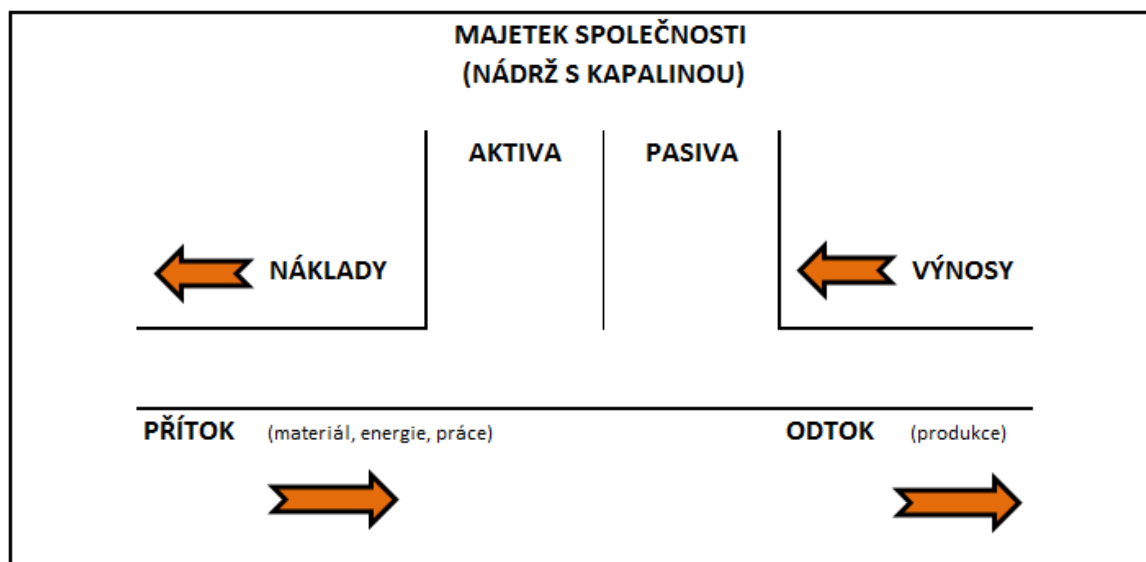 MAJETEK SPOLEČNOSTI
(NÁDRŽ S KAPALINOU)
AKTIVA PASIVA
NÁKLADY VÝNOSY
PŘÍTOK (materiál, energie, práce) ODTOK (produkce)